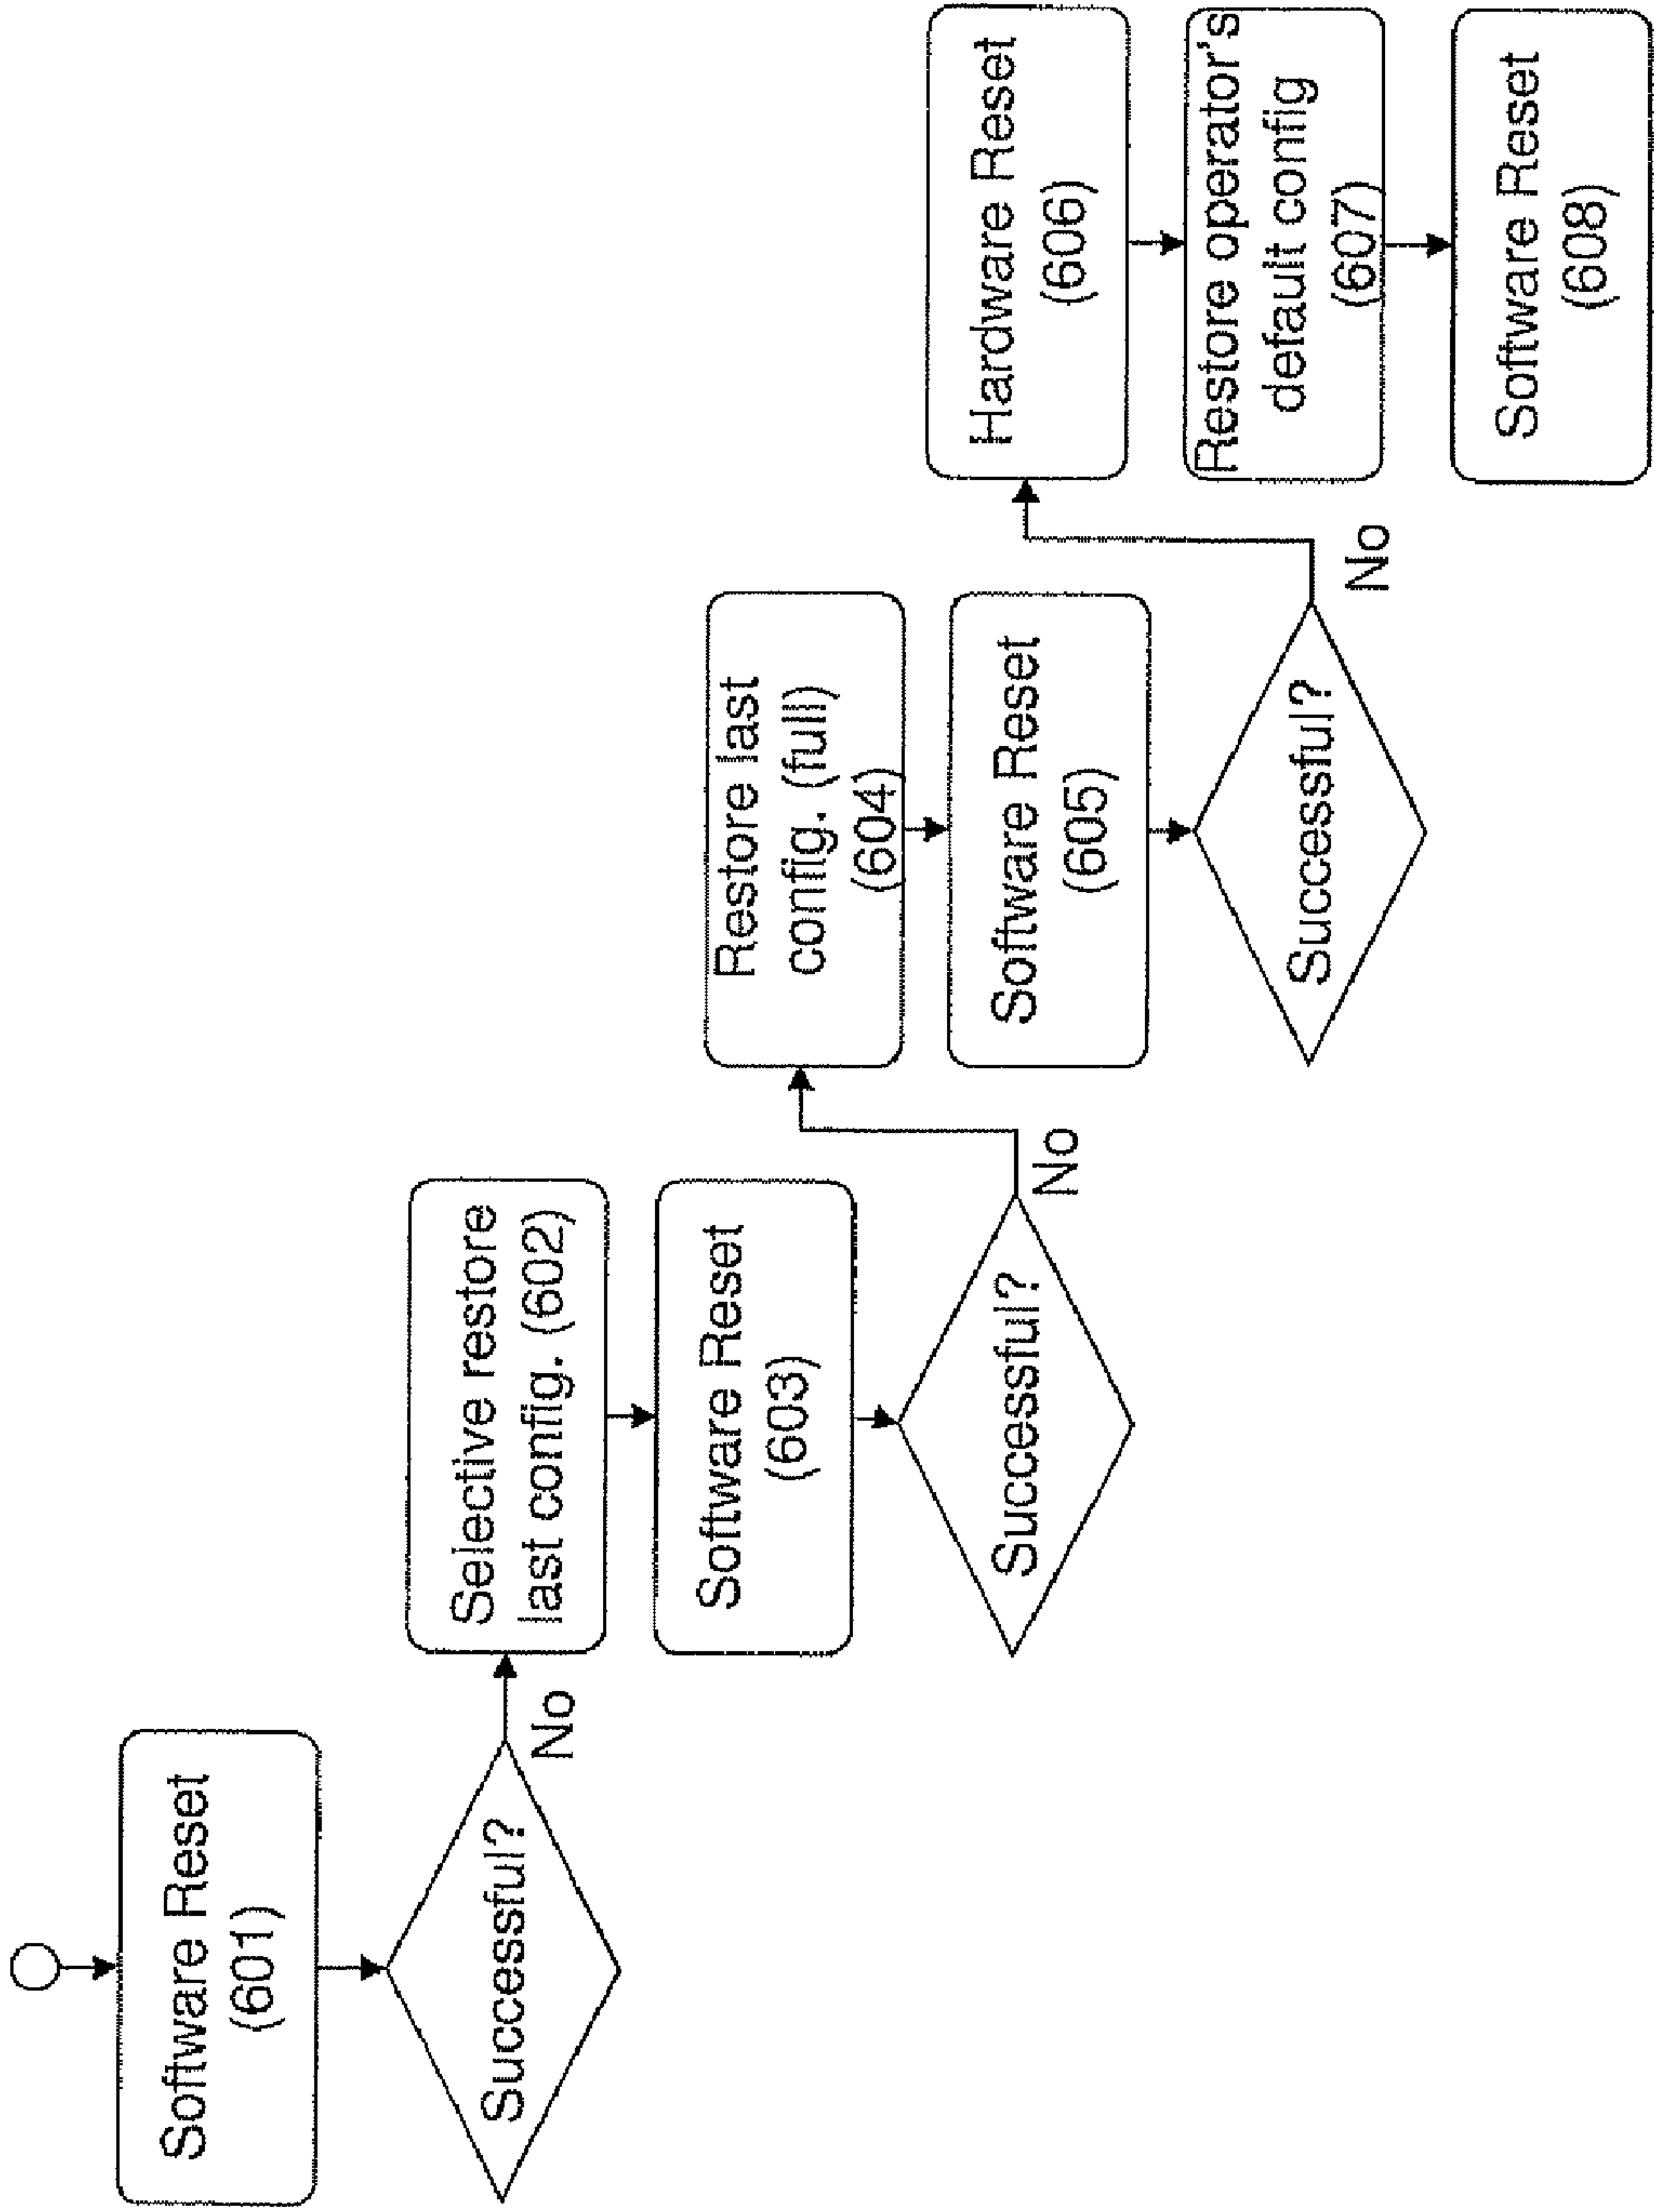 Software Reset
(601)
Successful?
No
Selective restore
last config. (602)
Software Reset
(603)
Successful?
No
Restore last
config. (full)
(604)
Software Reset
(605)
Successful?
No
Hardware Reset
(606)
Restore operator's
default config
(607)
Software Reset
(608)